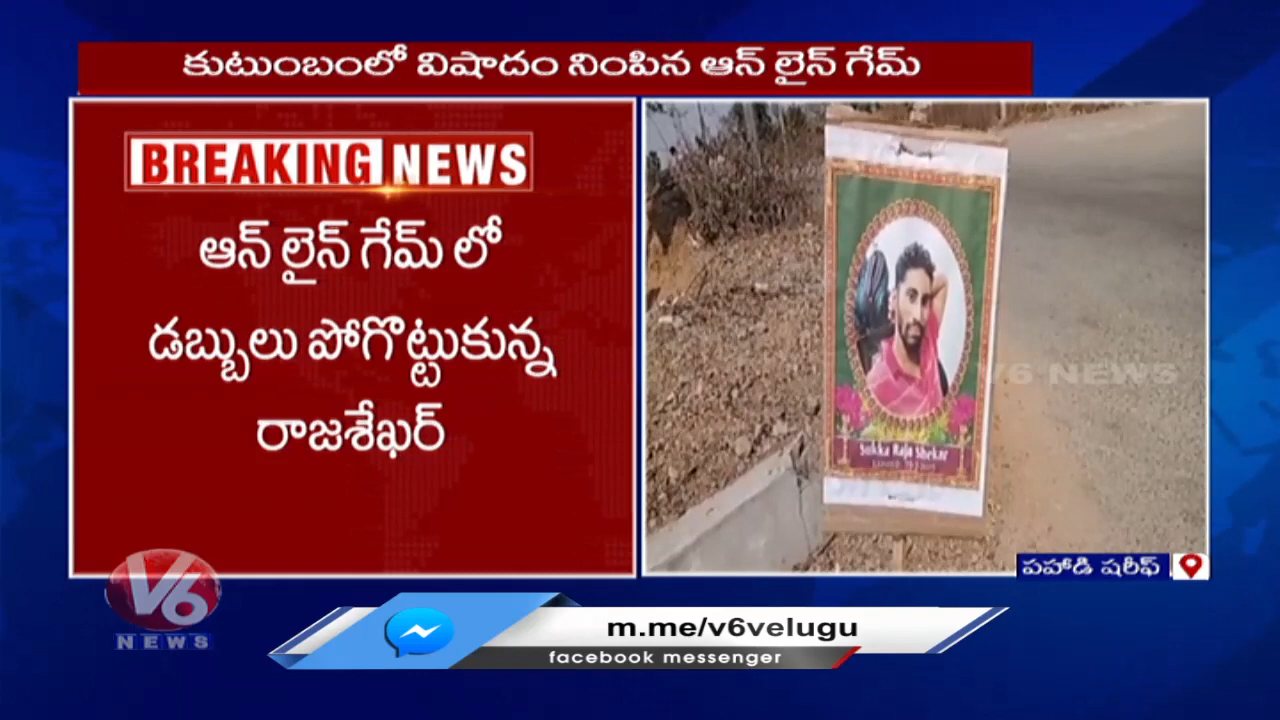 కుటుంబంలో విషాదం నింపిన ఆన్ లైన్ గేమ్
BREAKING NEWS
ఆన్ లైన్ గేమ్ లో
డబ్బులు పోగొట్టుకున్న
రాజశేఖర్
V6 NEWS
Sukka Raja Shekar
పహాడి షరీఫ్
V6
NEWS
m.me/v6velugu
facebook messenger